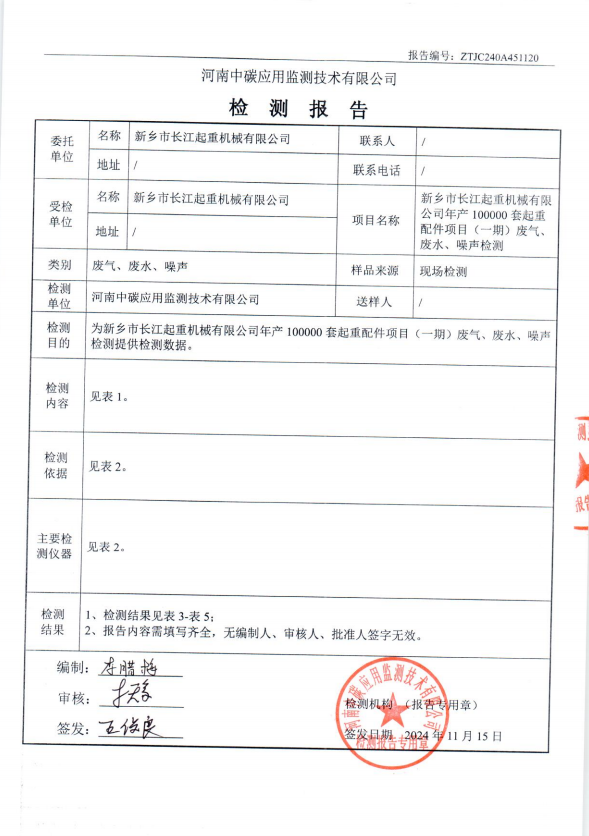 报告编号：ZTJC240A451120
河南中碳应用监测技术有限公司
检 测 报 告
委托单位 名称 新乡市长江起重机械有限公司 联系人 /
地址 / 联系电话 /
受检单位 名称 新乡市长江起重机械有限公司 项目名称 新乡市长江起重机械有限
公司年产 100000 套起重
配件项目（一期）废气、
废水、噪声检测
地址 /
类别 废气、废水、噪声 样品来源 现场检测
检测单位 河南中碳应用监测技术有限公司 送样人 /
检测目的 为新乡市长江起重机械有限公司年产 100000 套起重配件项目（一期）废气、废水、噪声
检测提供检测数据。
检测内容 见表 1。
检测依据 见表 2。
主要检测仪器 见表 2。
检测结果 1、检测结果见表 3-表 5；
2、报告内容需填写齐全，无编制人、审核人、批准人签字无效。
编制：李腊梅
审核：
签发：王俊良
检测机构 （报告专用章）
签发日期 2024 年 11 月 15 日
河南中碳应用监测技术有限公司
检测报告专用章
测
报告